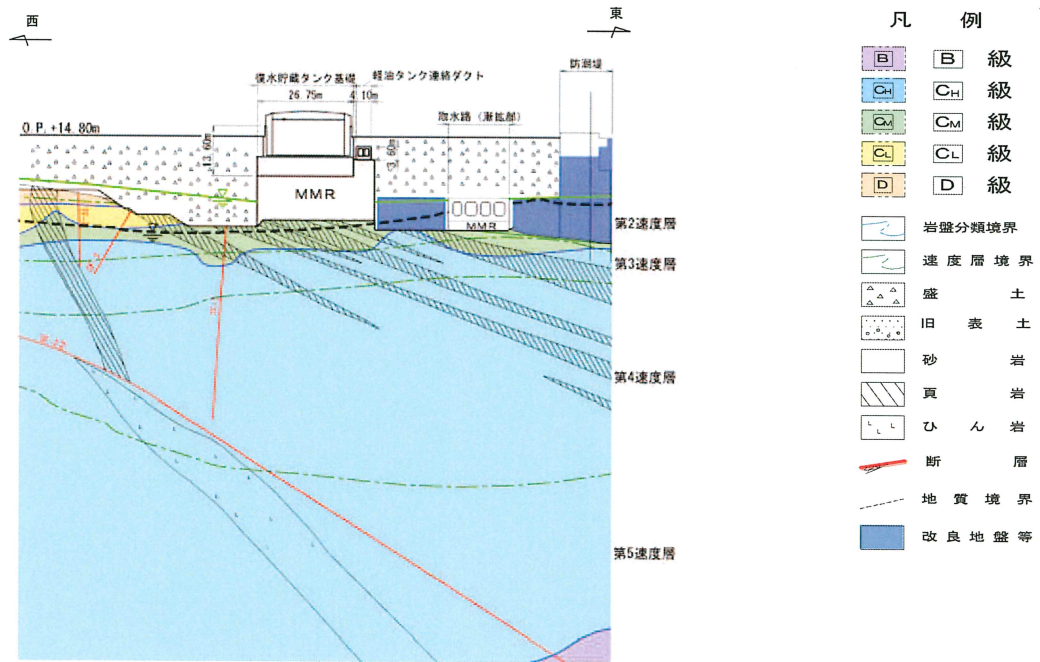 西
東
防潮堤
復水貯蔵タンク基礎
軽油タンク連絡ダクト
26.75m
4.10m
取水路（漸拡部）
O.P.+14.80m
13.60m
3.60m
MMR
MMR
第2速度層
第3速度層
第4速度層
第5速度層
凡 例
B B 級
CH CH 級
CM CM 級
CL CL 級
D D 級
岩盤分類境界
速度層境界
盛 土
旧 表 土
砂 岩
頁 岩
ひ ん 岩
断 層
地 質 境 界
改 良 地 盤 等